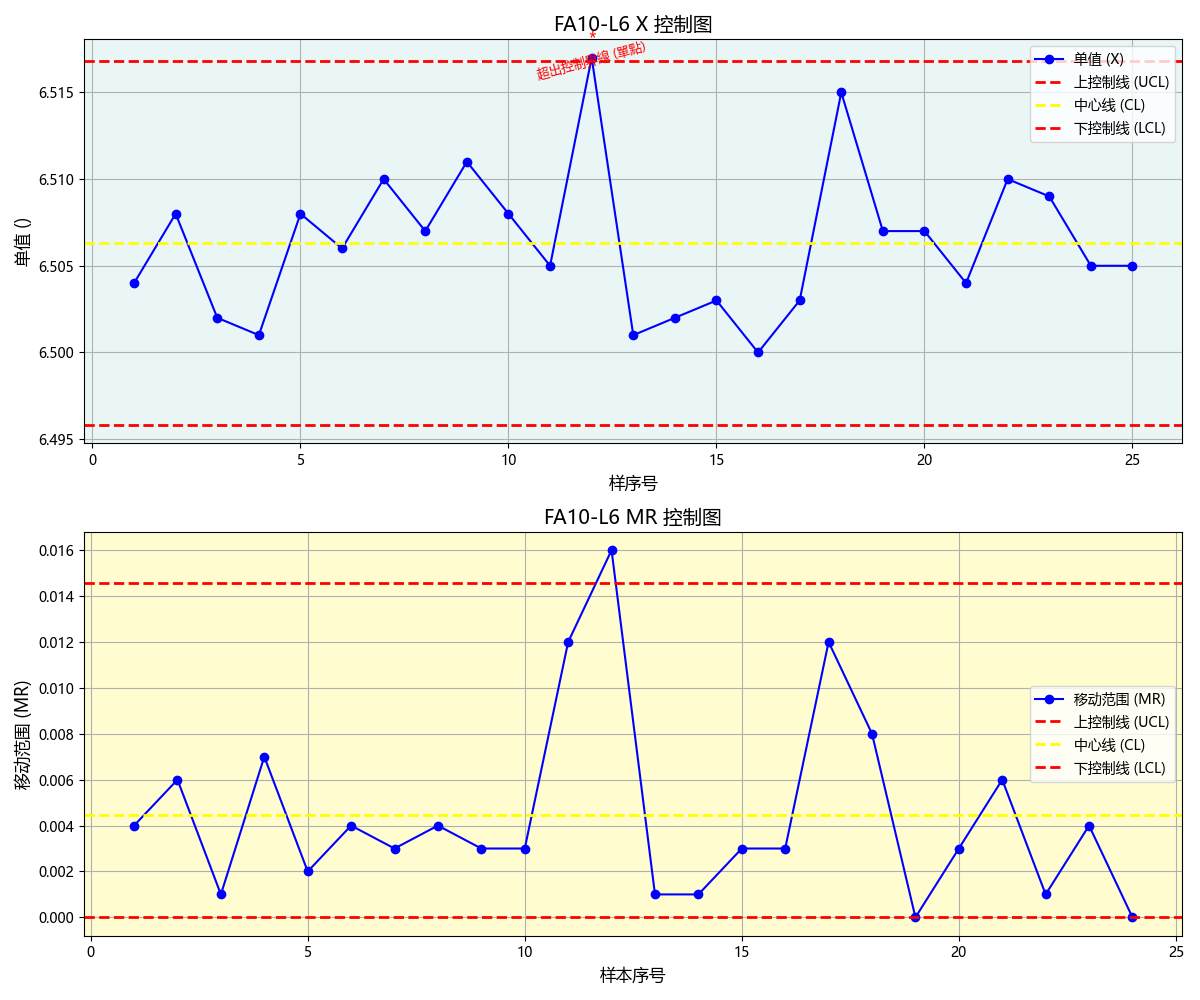 FA10-L6 X 控制图
*
超出控制界線 (單點)
单值 (X)
上控制线 (UCL)
中心线 (CL)
下控制线 (LCL)
单值 ()
6.515
6.510
6.505
6.500
6.495
0 5 10 15 20 25
样序号
FA10-L6 MR 控制图
移动范围 (MR)
0.016
0.014
0.012
0.010
0.008
0.006
0.004
0.002
0.000
移动范围 (MR)
上控制线 (UCL)
中心线 (CL)
下控制线 (LCL)
0 5 10 15 20 25
样本序号